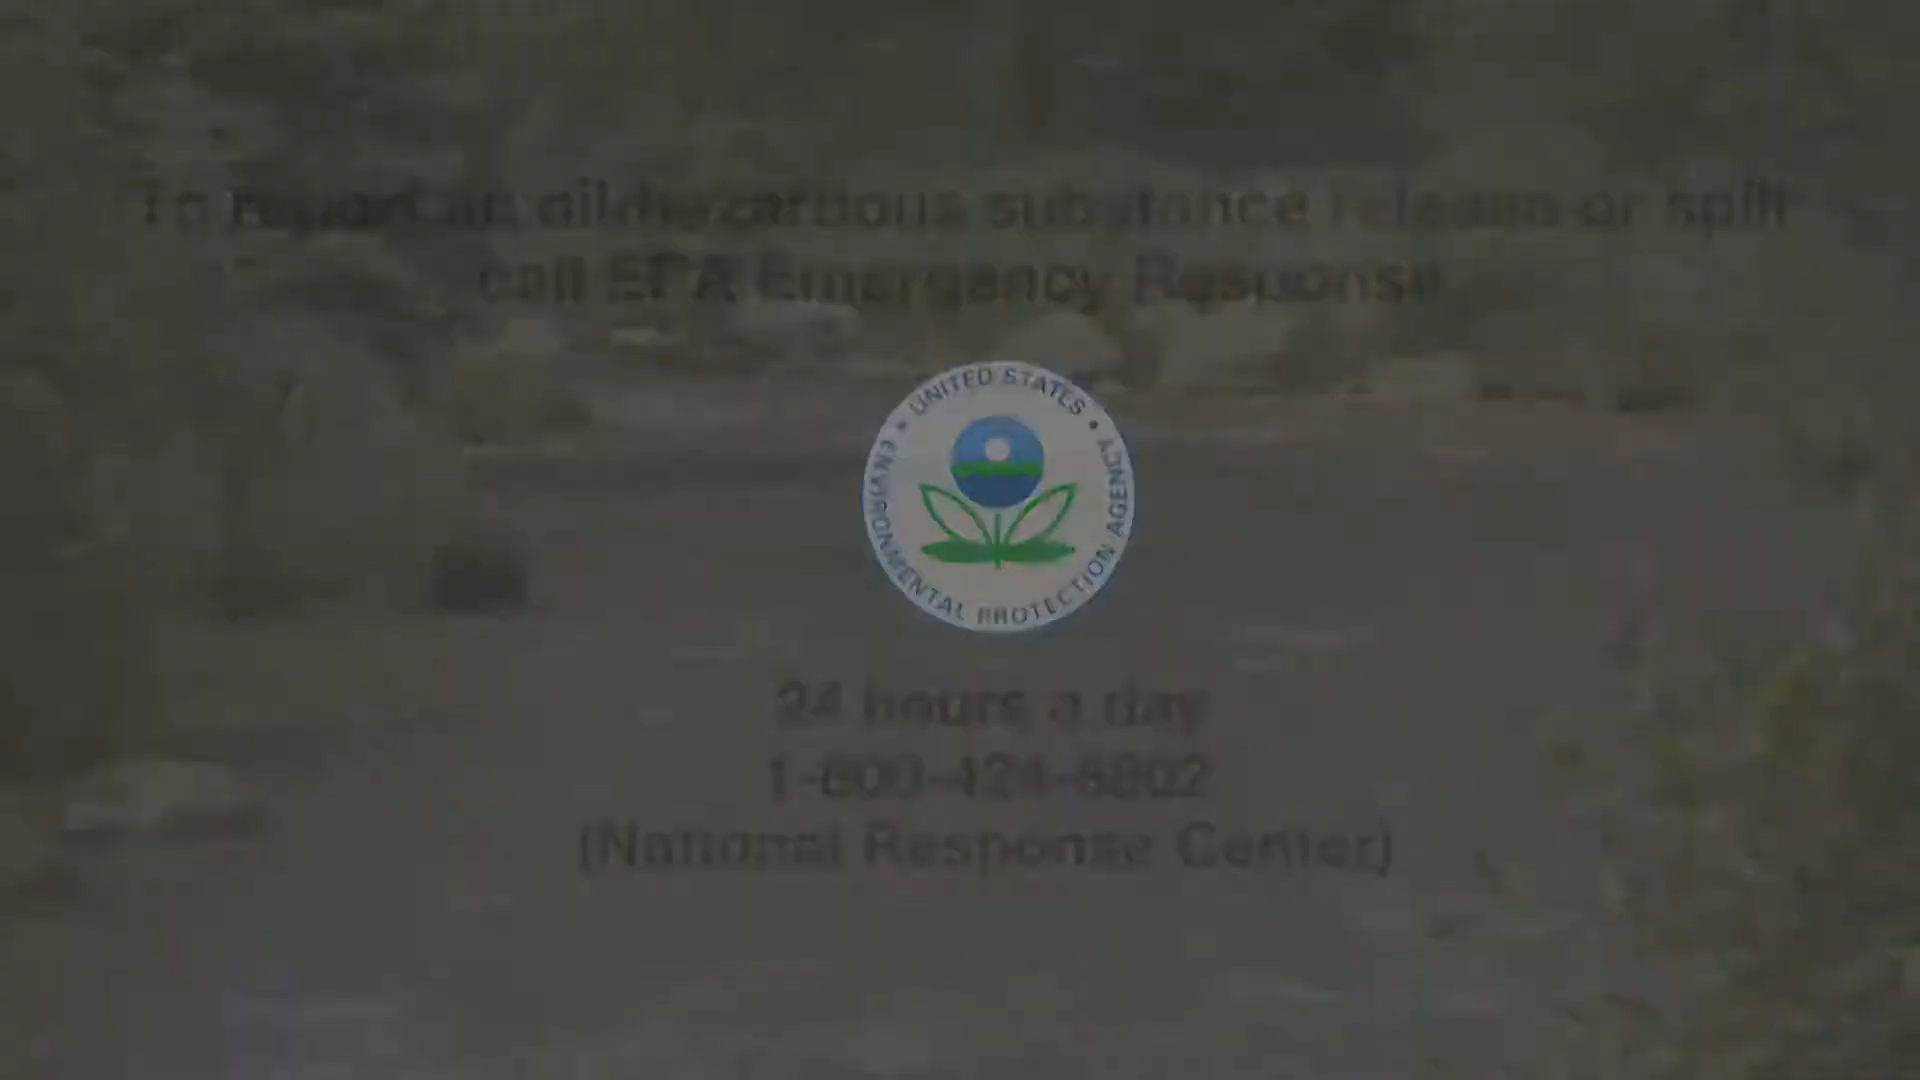 To report an oil/hazardous substance release or spill
call EPA Emergency Response
UNITED STATES
ENVIRONMENTAL PROTECTION AGENCY
24 hours a day
1-800-424-8802
(National Response Center)